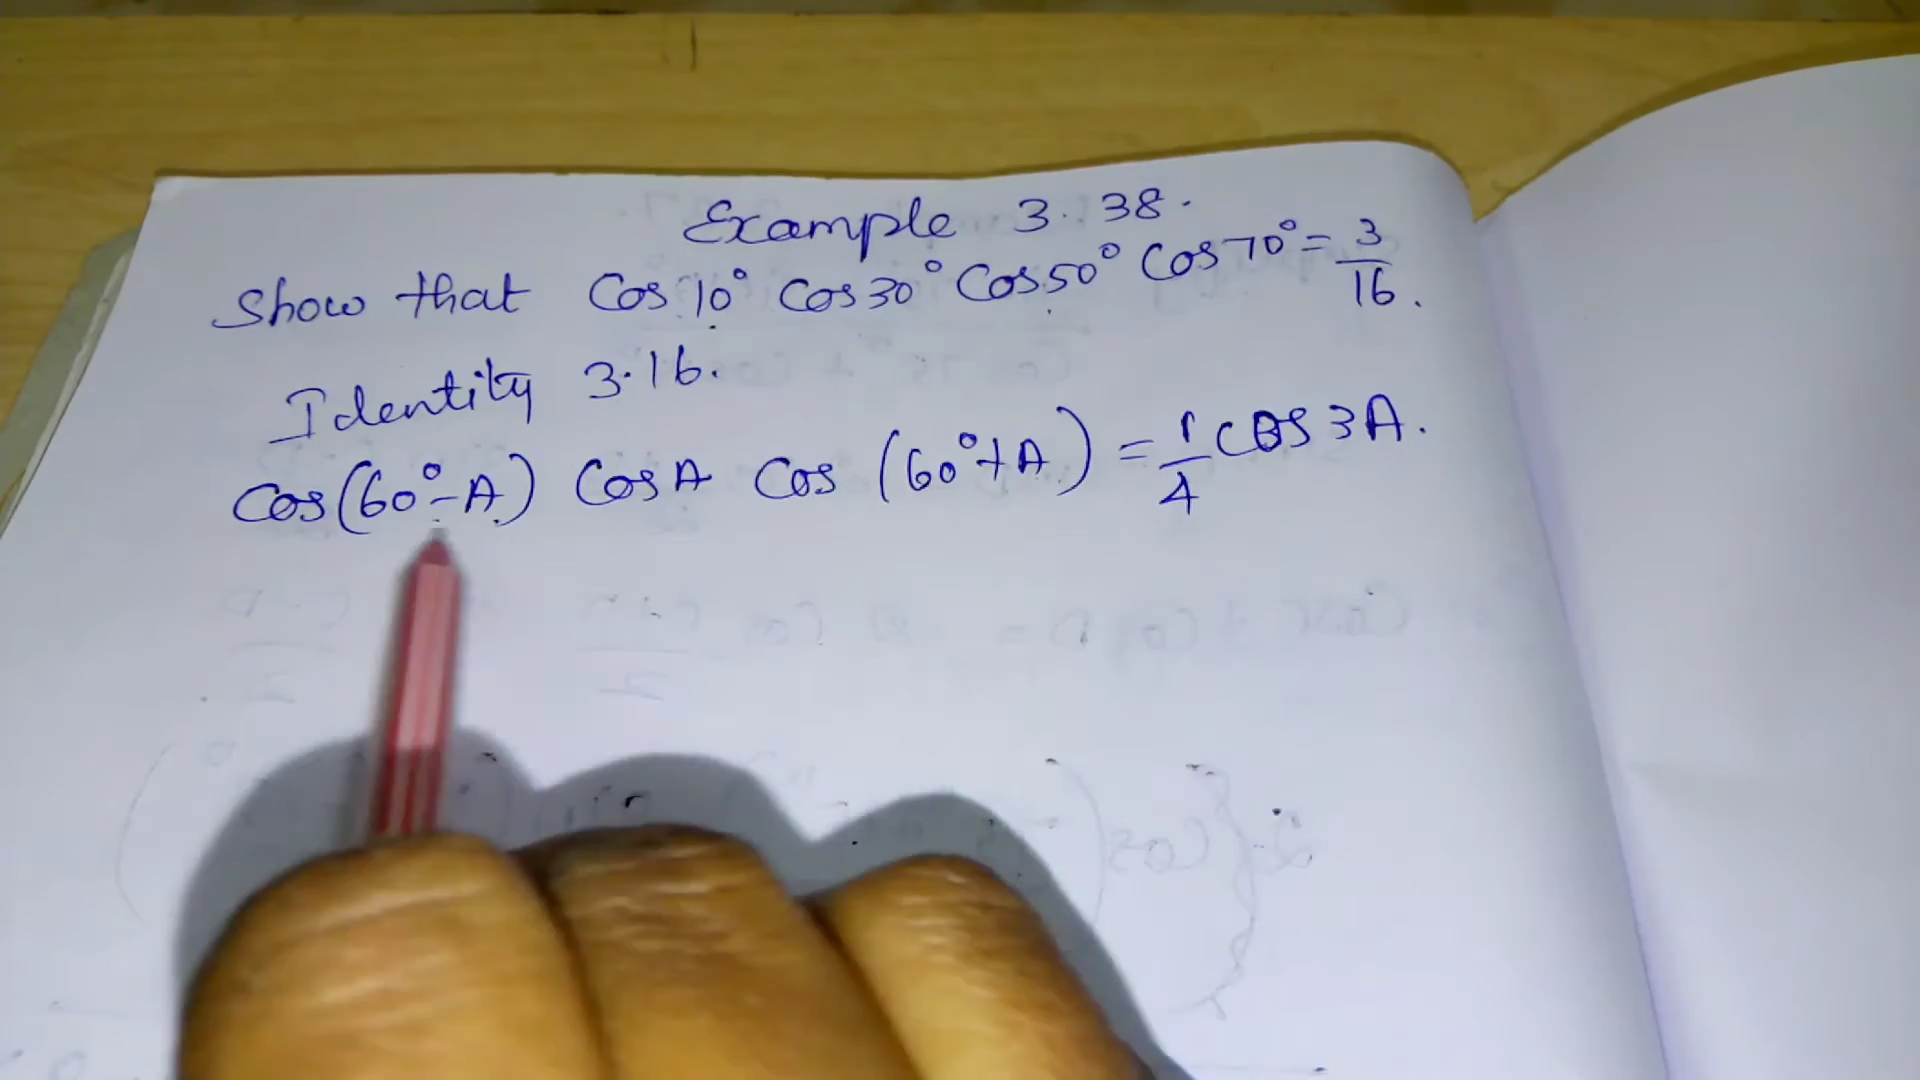 Example 3.38.
Show that Cos 10° Cos 30° Cos 50° Cos 70° = 3/16.
Identity 3.16.
Cos(60°-A) Cos A Cos (60°+A) = 1/4 Cos 3A.